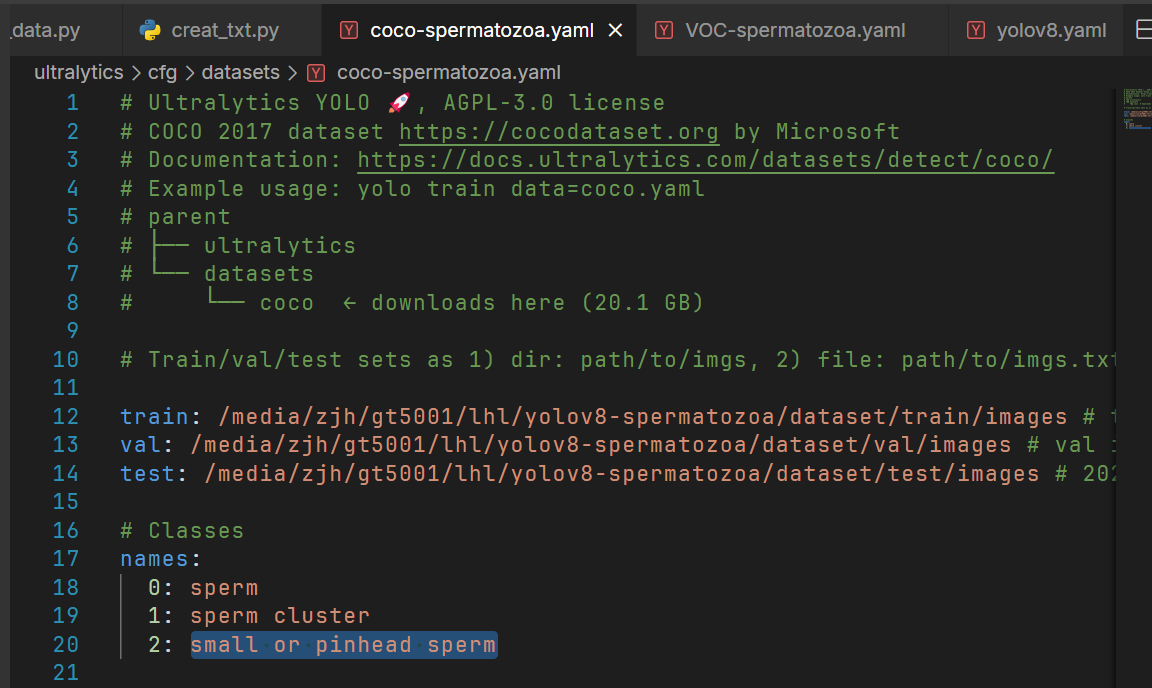 _data.py creat_txt.py coco-spermatozoa.yaml VOC-spermatozoa.yaml yolov8.yaml
ultralytics > cfg > datasets > coco-spermatozoa.yaml
1 # Ultralytics YOLO 🚀, AGPL-3.0 license
2 # COCO 2017 dataset https://cocodataset.org by Microsoft
3 # Documentation: https://docs.ultralytics.com/datasets/detect/coco/
4 # Example usage: yolo train data=coco.yaml
5 # parent
6 # ├── ultralytics
7 # └── datasets
8 #     └── coco  ← downloads here (20.1 GB)
9
10 # Train/val/test sets as 1) dir: path/to/imgs, 2) file: path/to/imgs.txt
11
12 train: /media/zjh/gt5001/lhl/yolov8-spermatozoa/dataset/train/images #
13 val: /media/zjh/gt5001/lhl/yolov8-spermatozoa/dataset/val/images # val
14 test: /media/zjh/gt5001/lhl/yolov8-spermatozoa/dataset/test/images # 202
15
16 # Classes
17 names:
18   0: sperm
19   1: sperm cluster
20   2: small or pinhead sperm
21